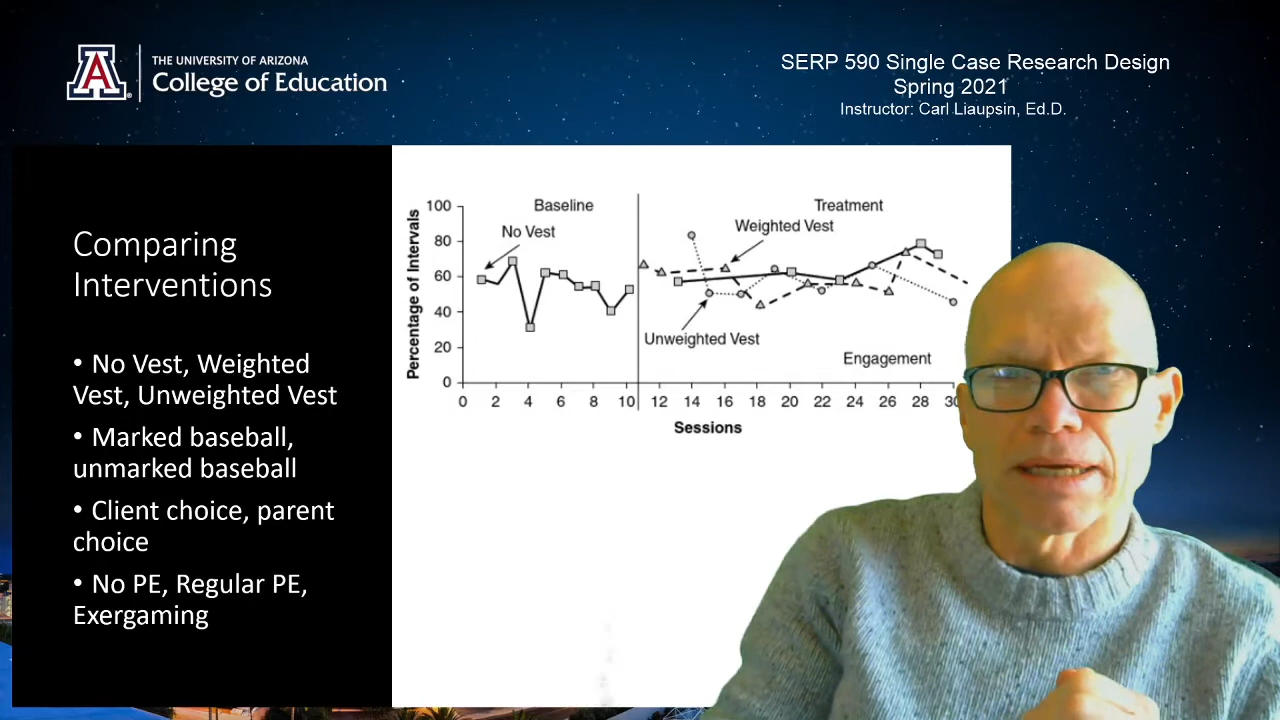 THE UNIVERSITY OF ARIZONA
College of Education
SERP 590 Single Case Research Design
Spring 2021
Instructor: Carl Liaupsin, Ed.D.
Comparing
Interventions
• No Vest, Weighted
Vest, Unweighted Vest
• Marked baseball,
unmarked baseball
• Client choice, parent
choice
• No PE, Regular PE,
Exergaming
Percentage of Intervals
100
80
60
40
20
0
Baseline
No Vest
Treatment
Weighted Vest
Unweighted Vest
Engagement
0 2 4 6 8 10 12 14 16 18 20 22 24 26 28 30
Sessions